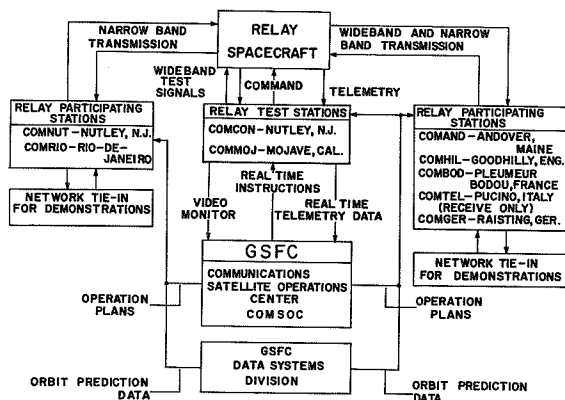 NARROW BAND
TRANSMISSION
RELAY
SPACECRAFT
WIDEBAND AND NARROW
BAND TRANSMISSION
WIDEBAND
TEST
SIGNALS
COMMAND
TELEMETRY
RELAY PARTICIPATING
STATIONS
COMNUT-NUTLEY, N.J.
COMRIO-RIO-DE-
JANEIRO
NETWORK TIE-IN
FOR DEMONSTRATIONS
RELAY TEST STATIONS
COMCON-NUTLEY, N.J.
COMMOJ-MOJAVE, CAL.
RELAY PARTICIPATING
STATIONS
COMAND-ANDOVER,
MAINE
COMHIL-GOODHILLY, ENG.
COMBOD-PLEUMEUR
BODOU, FRANCE
COMTEL-PUCINO, ITALY
(RECEIVE ONLY)
COMGER-RAISTING, GER.
NETWORK TIE-IN
FOR DEMONSTRATIONS
VIDEO
MONITOR
REAL TIME
INSTRUCTIONS
REAL TIME
TELEMETRY DATA
GSFC
COMMUNICATIONS
SATELLITE OPERATIONS
CENTER
COMSOC
OPERATION
PLANS
OPERATION
PLANS
GSFC
DATA SYSTEMS
DIVISION
ORBIT PREDICTION
DATA
ORBIT PREDICTION
DATA